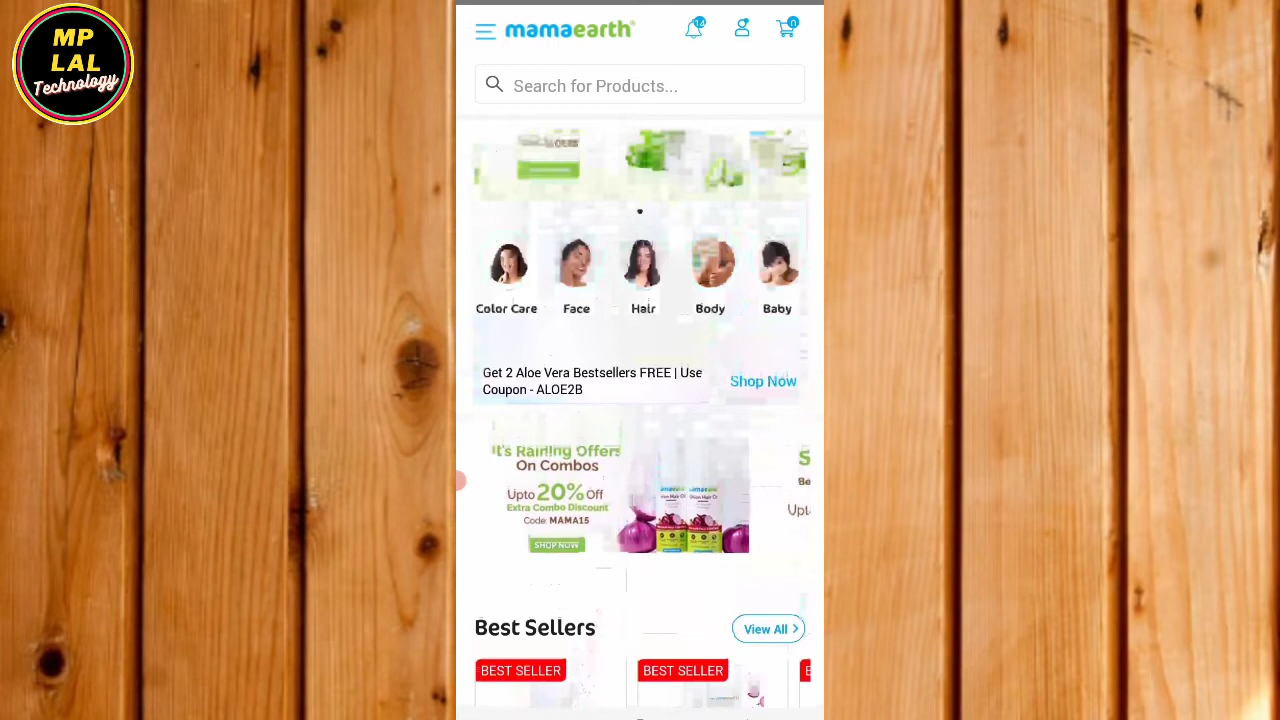 MP
LAL
Technology
mamaearth
14
0
Search for Products...
Color Care Face Hair Body Baby
Get 2 Aloe Vera Bestsellers FREE | Use
Coupon - ALOE2B
Shop Now
It's Raining Offers
On Combos
Upto 20% Off
Extra Combo Discount
Code: MAMA15
SHOP NOW
Best Sellers
View All >
BEST SELLER BEST SELLER